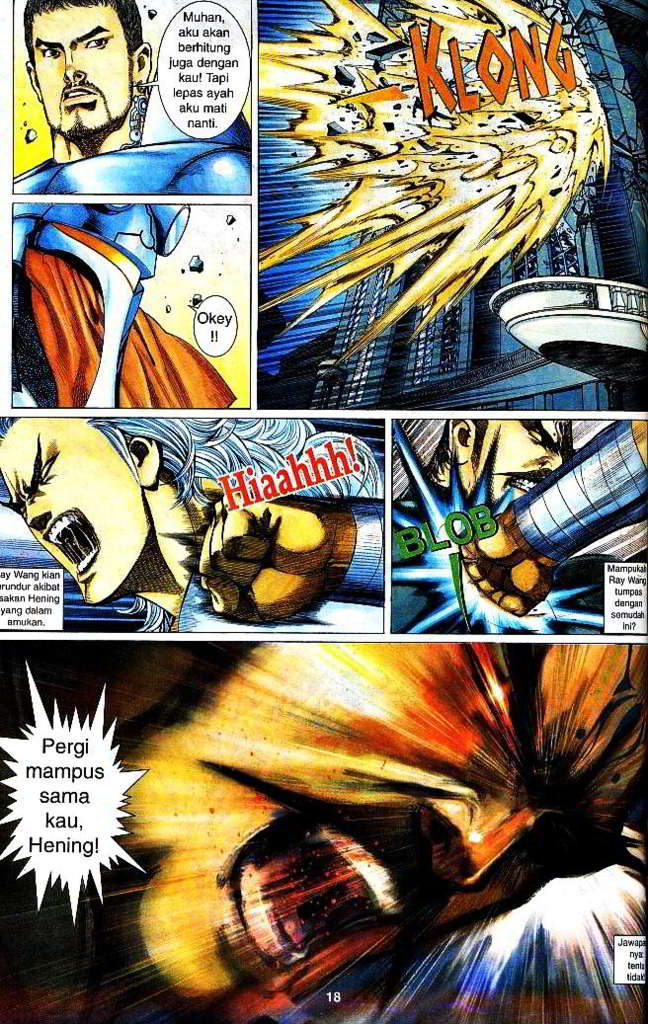 Muhan,
aku akan
berhitung
juga dengan
kau! Tapi
lepas ayah
aku mati
nanti.
KLONG
Okey
!!
Hiaahhh!
ay Wang kian
rundur akibat
sakan Hening
yang dalam
amukan.
BLOB
Mampukah
Ray Wang
tumpas
dengan
ini?
Pergi
mampus
sama
kau,
Hening!
Jawapa
nya:
tidak
18